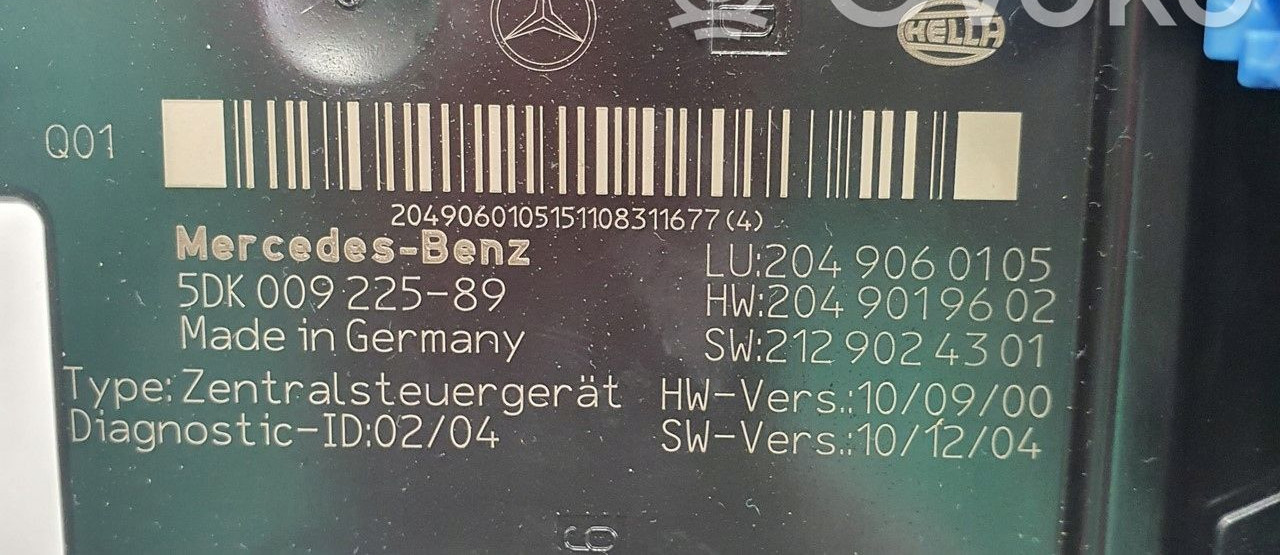 HELLA
Q01
2049060105151108311677(4)
Mercedes-Benz
LU:204 906 01 05
5DK 009 225-89
HW:204 901 96 02
Made in Germany
SW:212 902 43 01
Type:Zentralsteuergerät
HW-Vers.:10/09/00
Diagnostic-ID:02/04
SW-Vers.:10/12/04